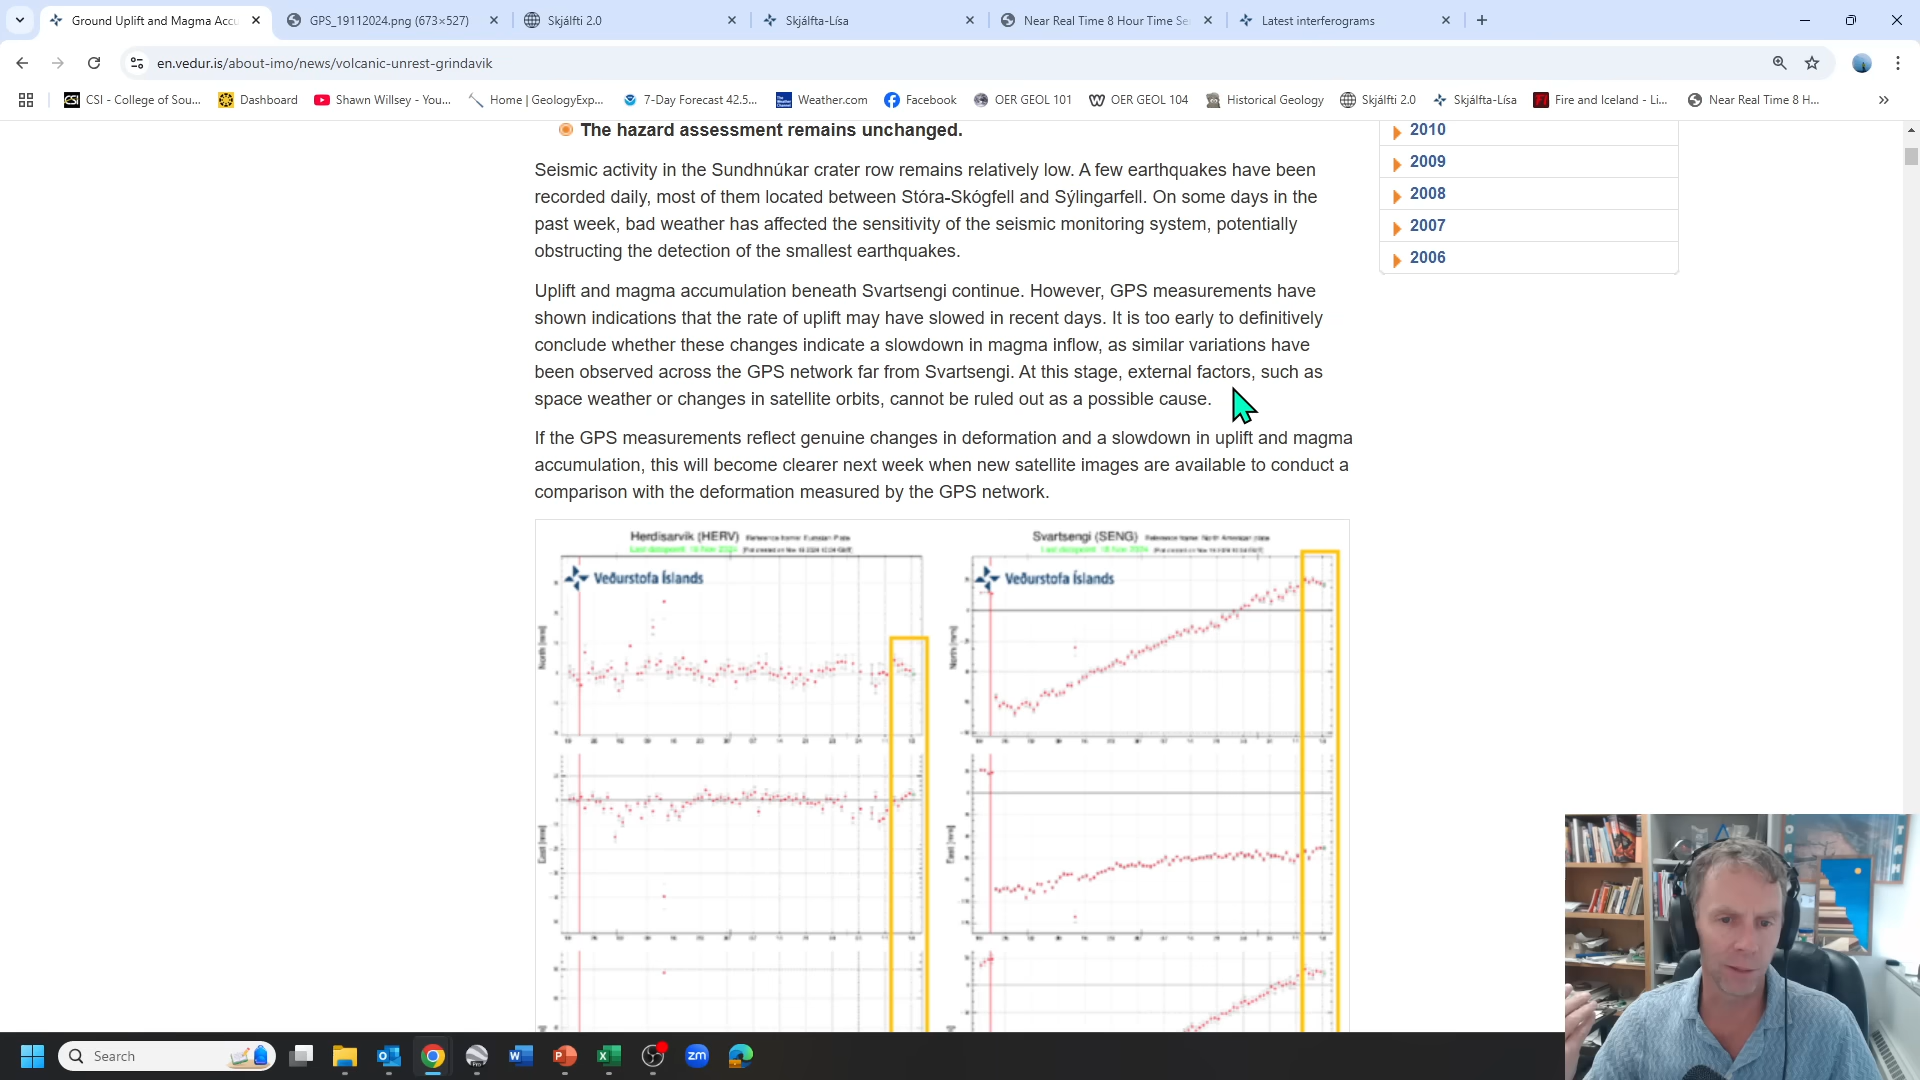 Ground Uplift and Magma Accu
GPS_19112024.png (673×527)
Skjálfti 2.0
Skjálfta-Lísa
Near Real Time 8 Hour Time Se
Latest interferograms
en.vedur.is/about-imo/news/volcanic-unrest-grindavik
CSI - College of Sou...
Dashboard
Shawn Willsey - You...
Home | GeologyExp...
7-Day Forecast 42.5...
Weather.com
Facebook
OER GEOL 101
OER GEOL 104
Historical Geology
Skjálfti 2.0
Skjálfta-Lísa
Fire and Iceland - Li...
Near Real Time 8 H...
The hazard assessment remains unchanged.
Seismic activity in the Sundhnúkar crater row remains relatively low. A few earthquakes have been
recorded daily, most of them located between Stóra-Skógfell and Sýlingarfell. On some days in the
past week, bad weather has affected the sensitivity of the seismic monitoring system, potentially
obstructing the detection of the smallest earthquakes.
Uplift and magma accumulation beneath Svartsengi continue. However, GPS measurements have
shown indications that the rate of uplift may have slowed in recent days. It is too early to definitively
conclude whether these changes indicate a slowdown in magma inflow, as similar variations have
been observed across the GPS network far from Svartsengi. At this stage, external factors, such as
space weather or changes in satellite orbits, cannot be ruled out as a possible cause.
If the GPS measurements reflect genuine changes in deformation and a slowdown in uplift and magma
accumulation, this will become clearer next week when new satellite images are available to conduct a
comparison with the deformation measured by the GPS network.
2010
2009
2008
2007
2006
Herdisarvik (HERV)
Veðurstofa Íslands
North [mm]
East [mm]
Svartsengi (SENG)
Veðurstofa Íslands
North [mm]
East [mm]
Search
zm